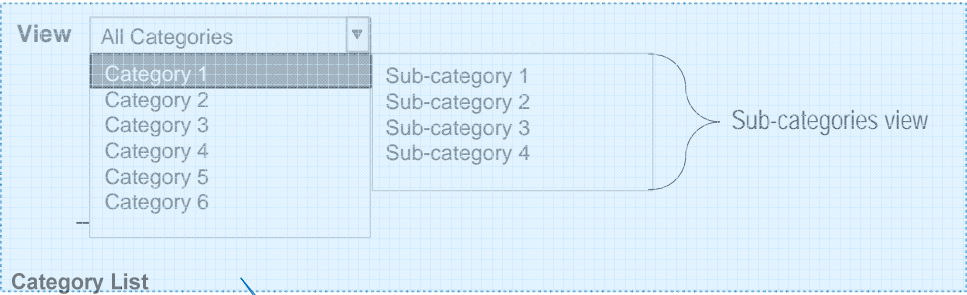 View
All Categories
Category 1
Category 2
Category 3
Category 4
Category 5
Category 6
Sub-category 1
Sub-category 2
Sub-category 3
Sub-category 4
Sub-categories view
Category List